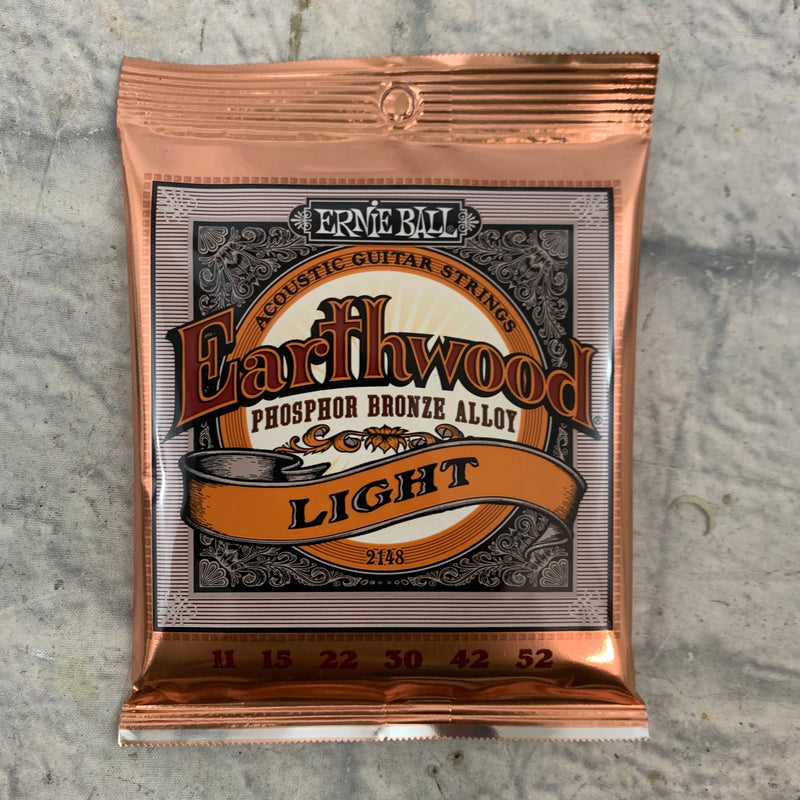 ERNIE BALL®
ACOUSTIC GUITAR STRINGS
Earthwood®
PHOSPHOR BRONZE ALLOY
LIGHT
2148
11 15 22 30 42 52